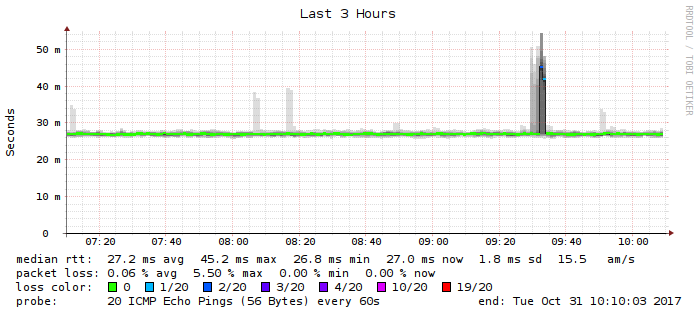 Last 3 Hours
RRDTOOL / TOBI OETIKER
Seconds
50 m
40 m
30 m
20 m
10 m
0
07:20 07:40 08:00 08:20 08:40 09:00 09:20 09:40 10:00
median rtt: 27.2 ms avg 45.2 ms max 26.8 ms min 27.0 ms now 1.8 ms sd 15.5 am/s
packet loss: 0.06 % avg 5.50 % max 0.00 % min 0.00 % now
loss color: 0 1/20 2/20 3/20 4/20 10/20 19/20
probe: 20 ICMP Echo Pings (56 Bytes) every 60s end: Tue Oct 31 10:10:03 2017